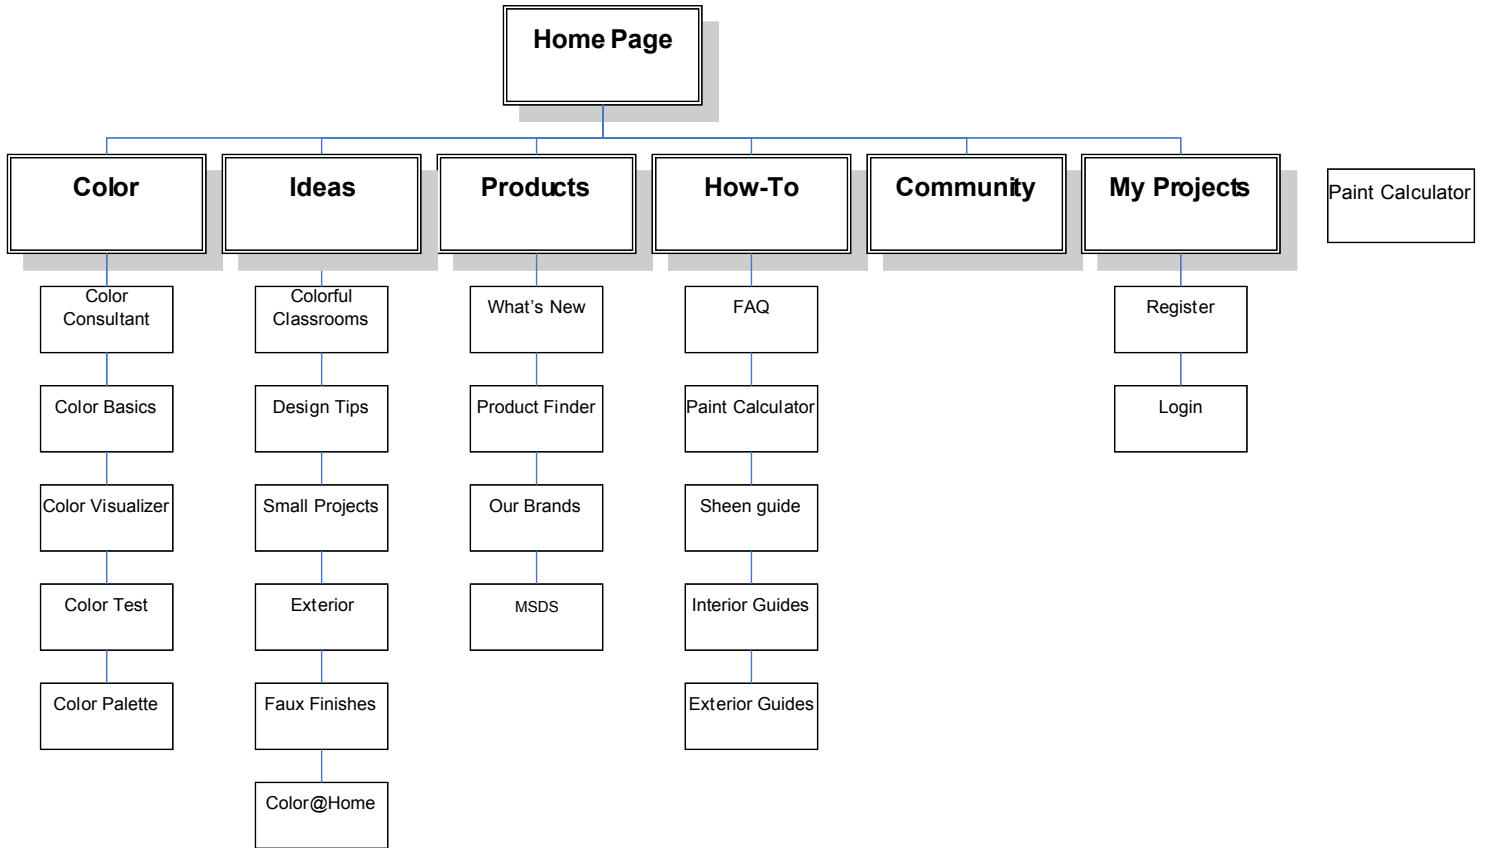 Home Page
Color
Ideas
Products
How-To
Community
My Projects
Paint Calculator
Color
Consultant
Colorful
Classrooms
What's New
FAQ
Register
Color Basics
Design Tips
Product Finder
Paint Calculator
Login
Color Visualizer
Small Projects
Our Brands
Sheen guide
Color Test
Exterior
MSDS
Interior Guides
Color Palette
Faux Finishes
Exterior Guides
Color@Home